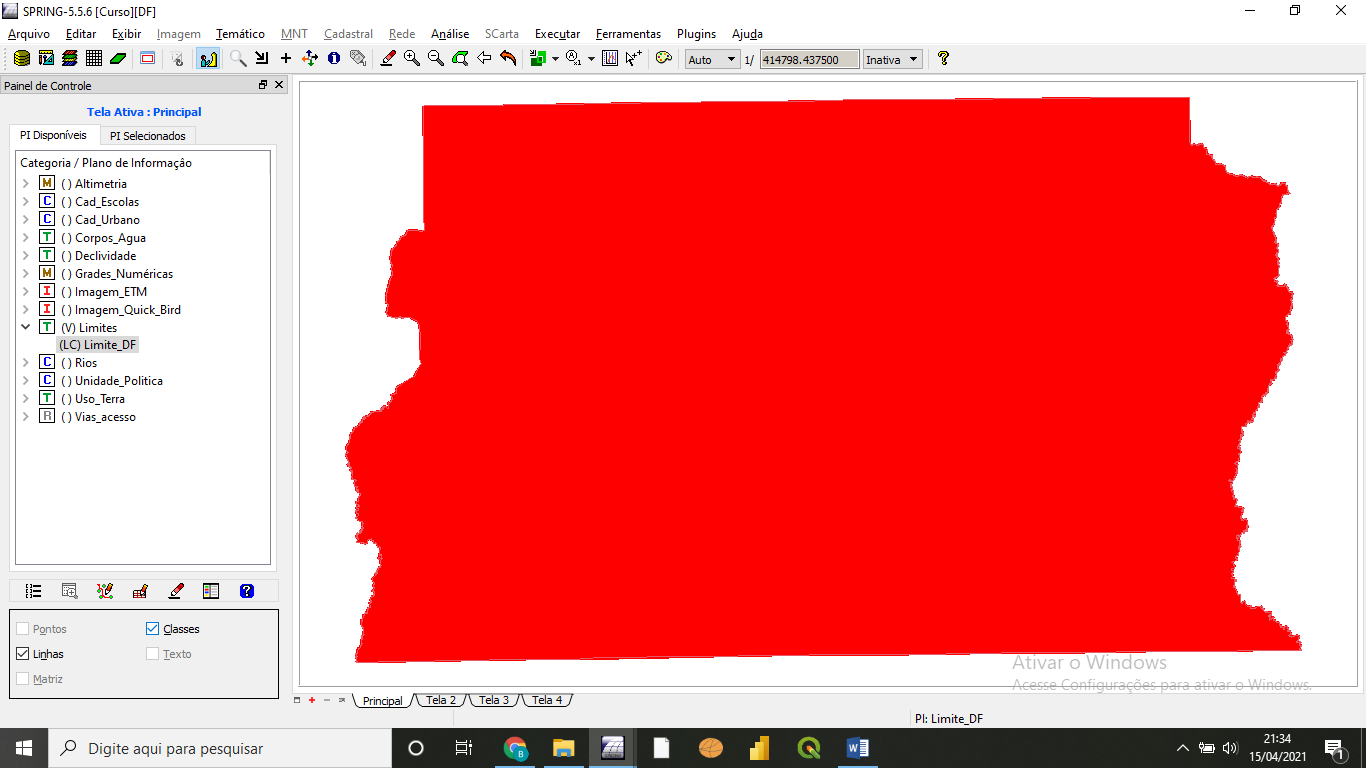 SPRING-5.5.6 [Curso][DF]
Arquivo Editar Exibir Imagem Temático MNT Cadastral Rede Análise SCarta Executar Ferramentas Plugins Ajuda
Auto 1/ 414798.437500 Inativa
Painel de Controle
Tela Ativa : Principal
PI Disponíveis PI Selecionados
Categoria / Plano de Informação
M ( ) Altimetria
C ( ) Cad_Escolas
C ( ) Cad_Urbano
T ( ) Corpos_Agua
T ( ) Declividade
M ( ) Grades_Numéricas
I ( ) Imagem_ETM
I ( ) Imagem_Quick_Bird
T (V) Limites
(LC) Limite_DF
C ( ) Rios
C ( ) Unidade_Politica
T ( ) Uso_Terra
R ( ) Vias_acesso
Pontos Classes
Linhas Texto
Matriz
Ativar o Windows
Acesse Configurações para ativar o Windows.
Principal Tela 2 Tela 3 Tela 4
PI: Limite_DF
Digite aqui para pesquisar
21:34
15/04/2021
1